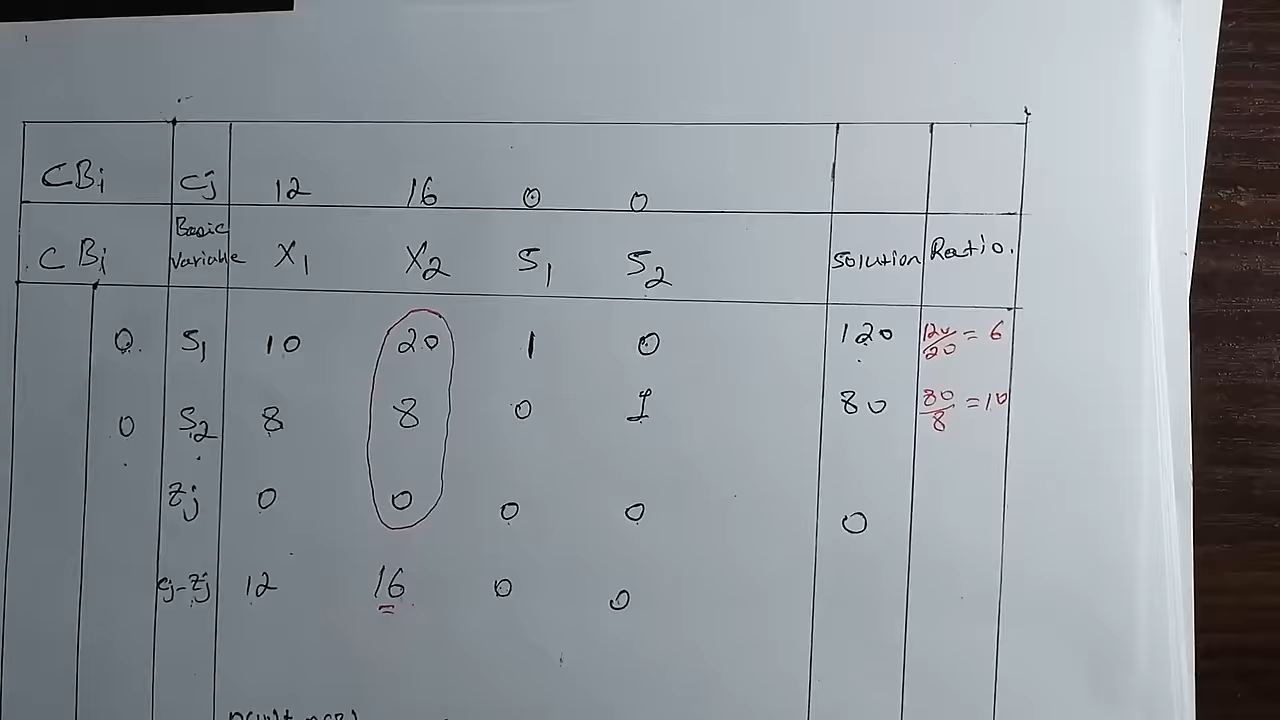 CBi Cj 12 16 0 0
CBi Basic Variable X1 X2 S1 S2 Solution Ratio.
0. S1 10 20 1 0 120 120/20 = 6
0 S2 8 8 0 1 80 80/8 = 10
Zj 0 0 0 0 0
Cj-Zj 12 16 0 0